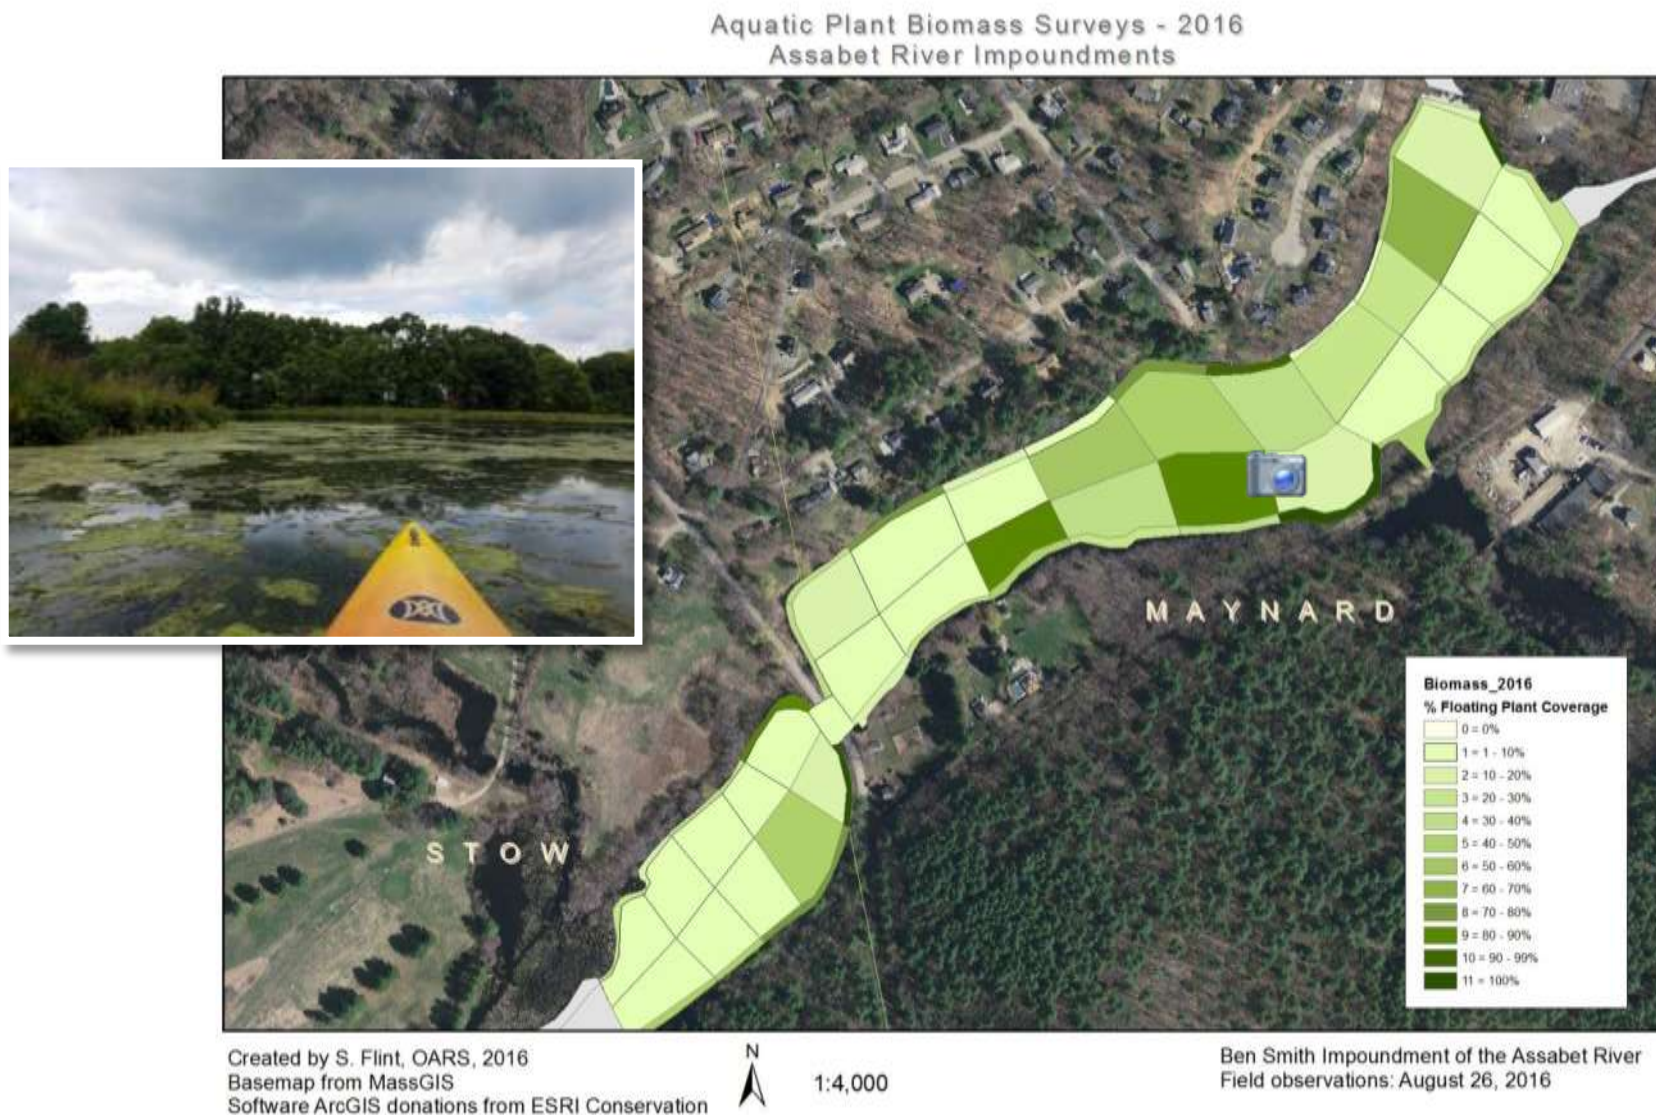 Aquatic Plant Biomass Surveys - 2016
Assabet River Impoundments
MAYNARD
STOW
Biomass_2016
% Floating Plant Coverage
0 = 0%
1 = 1 - 10%
2 = 10 - 20%
3 = 20 - 30%
4 = 30 - 40%
5 = 40 - 50%
6 = 50 - 60%
7 = 60 - 70%
8 = 70 - 80%
9 = 80 - 90%
10 = 90 - 99%
11 = 100%
Created by S. Flint, OARS, 2016
Basemap from MassGIS
Software ArcGIS donations from ESRI Conservation
N
1:4,000
Ben Smith Impoundment of the Assabet River
Field observations: August 26, 2016